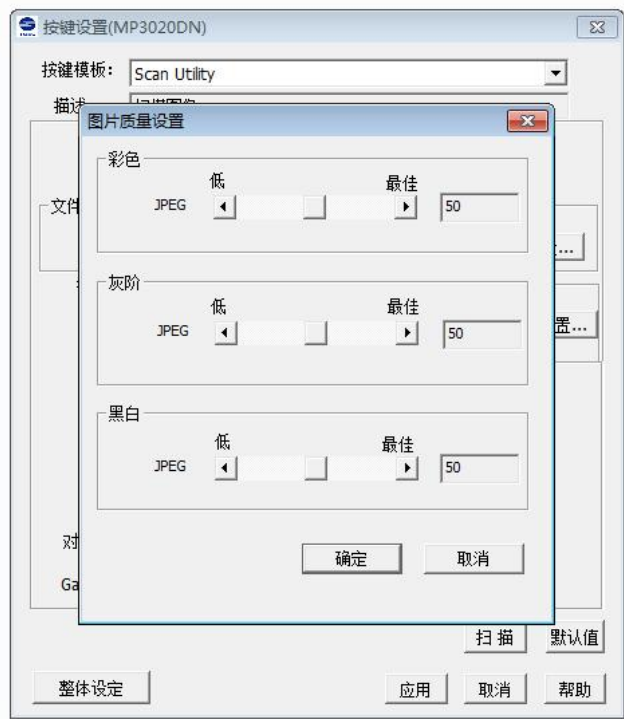 按键设置(MP3020DN)
按键模板：
Scan Utility
描述
图片质量设置
彩色
低
最佳
JPEG
50
文件
...
灰阶
低
最佳
JPEG
50
置...
黑白
低
最佳
JPEG
50
对
确定
取消
Ga
扫描
默认值
整体设定
应用
取消
帮助